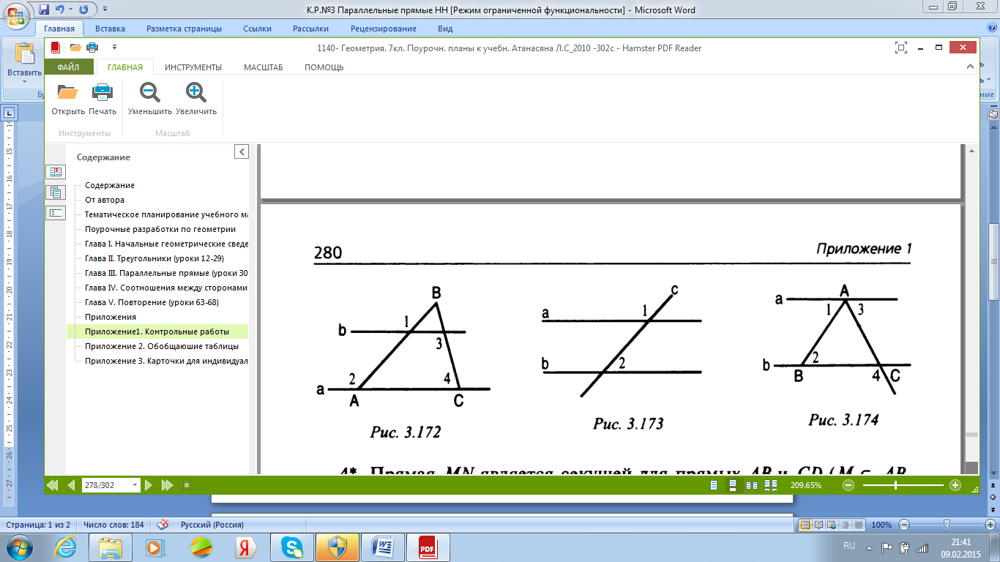 К.Р.№3 Параллельные прямые НН [Режим ограниченной функциональности] - Microsoft Word
Главная Вставка Разметка страницы Ссылки Рассылки Рецензирование Вид
Вставить
1140- Геометрия. 7кл. Поурочн. планы к учебн. Атанасяна Л.С_2010 -302с - Hamster PDF Reader
ФАЙЛ ГЛАВНАЯ ИНСТРУМЕНТЫ МАСШТАБ ПОМОЩЬ
Открыть Печать Уменьшить Увеличить
Инструменты Масштаб
Содержание
Содержание
От автора
Тематическое планирование учебного ма
Поурочные разработки по геометрии
Глава I. Начальные геометрические сведе
Глава II. Треугольники (уроки 12-29)
Глава III. Параллельные прямые (уроки 30
Глава IV. Соотношения между сторонами
Глава V. Повторение (уроки 63-68)
Приложения
Приложение1. Контрольные работы
Приложение 2. Обобщаюшие таблицы
Приложение 3. Карточки для индивидуал
280 Приложение 1
B
b 1 3
2 4
a A C
Рис. 3.172
c
a 1
b 2
Рис. 3.173
A
a 1 3
b 2
B 4 C
Рис. 3.174
4* Прямая MN является секущей для прямых AB и CD (M ⊂ AB,
278/302 209.65%
Страница: 1 из 2 Число слов: 184 Русский (Россия) 100%
RU 21:41
09.02.2015